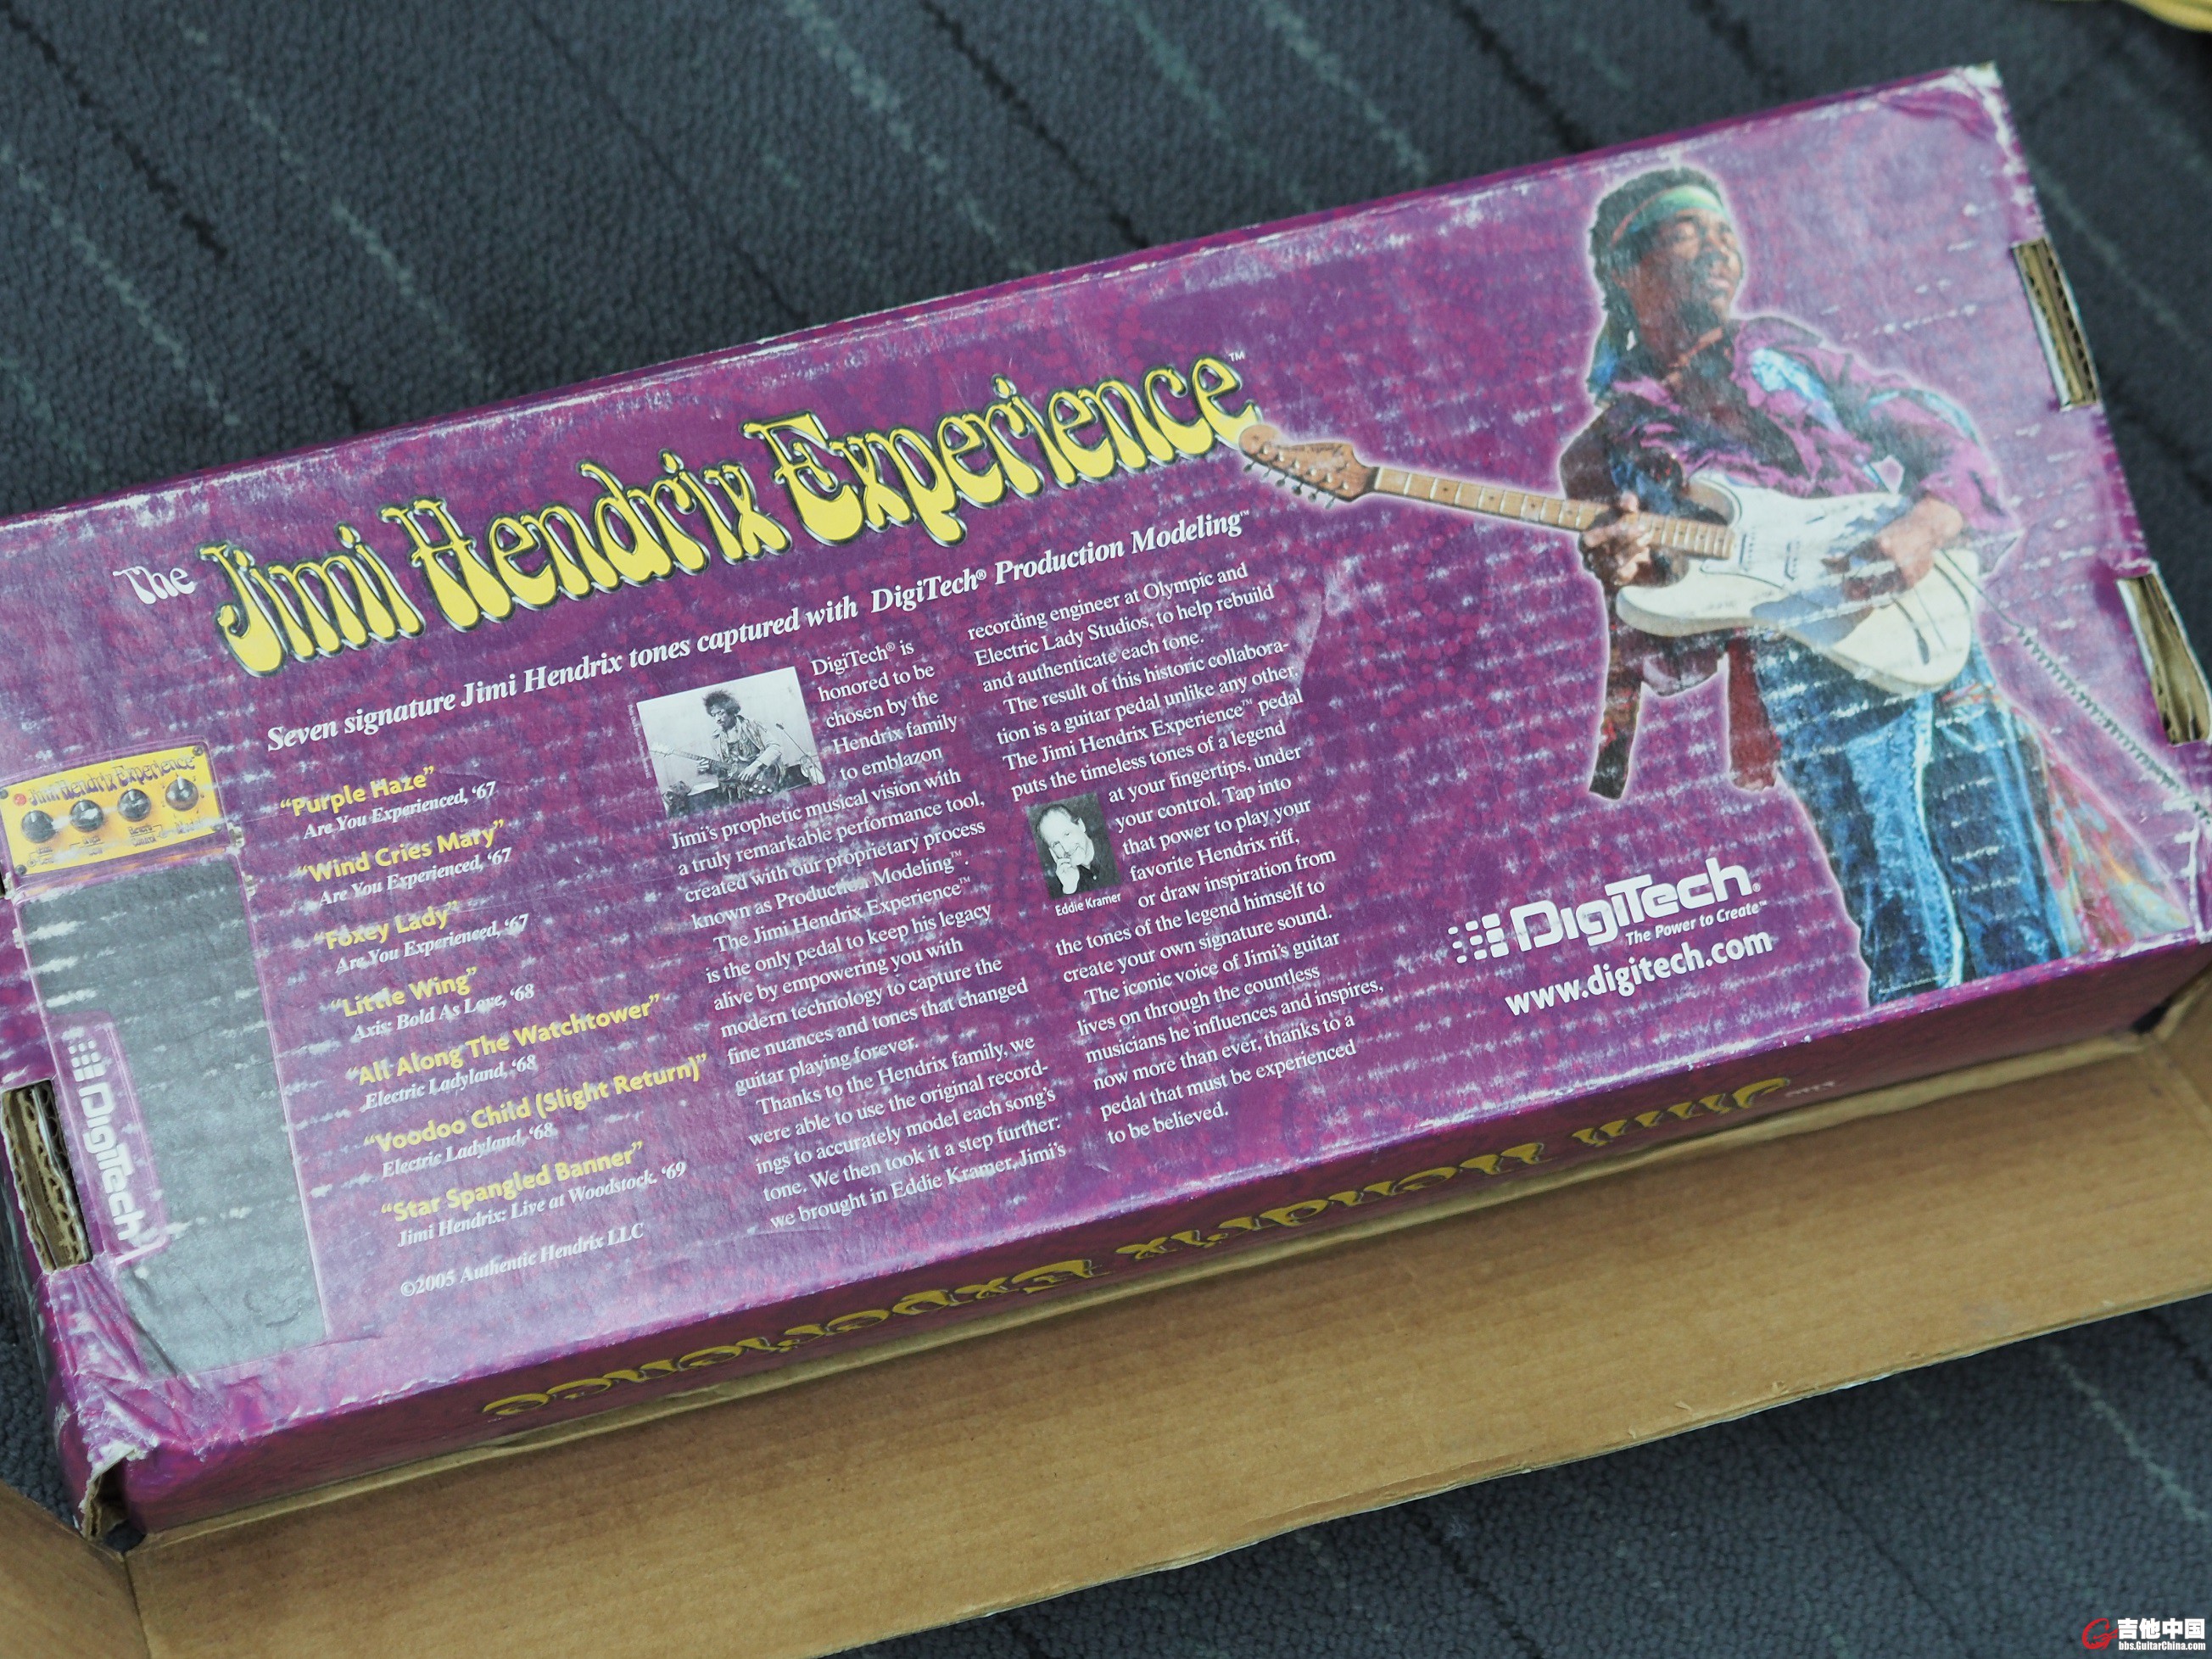 The Jimi Hendrix Experience™
Seven signature Jimi Hendrix tones captured with DigiTech® Production Modeling™
Jimi Hendrix Experience
DigiTech
“Purple Haze”
Are You Experienced, ‘67
“Wind Cries Mary”
Are You Experienced, ‘67
“Foxey Lady”
Are You Experienced, ‘67
“Little Wing”
Axis: Bold As Love, ‘68
“All Along The Watchtower”
Electric Ladyland, ‘68
“Voodoo Child (Slight Return)”
Electric Ladyland, ‘68
“Star Spangled Banner”
Jimi Hendrix: Live at Woodstock. ‘69
©2005 Authentic Hendrix LLC
DigiTech® is
honored to be
chosen by the
Hendrix family
to emblazon
Jimi’s prophetic musical vision with
a truly remarkable performance tool,
created with our proprietary process
known as Production Modeling™.
The Jimi Hendrix Experience™
is the only pedal to keep his legacy
alive by empowering you with
modern technology to capture the
fine nuances and tones that changed
guitar playing forever.
Thanks to the Hendrix family, we
were able to use the original record-
ings to accurately model each song’s
tone. We then took it a step further:
we brought in Eddie Kramer, Jimi’s
recording engineer at Olympic and
Electric Lady Studios, to help rebuild
and authenticate each tone.
The result of this historic collabora-
tion is a guitar pedal unlike any other.
The Jimi Hendrix Experience™ pedal
puts the timeless tones of a legend
at your fingertips, under
your control. Tap into
that power to play your
favorite Hendrix riff,
or draw inspiration from
Eddie Kramer
the tones of the legend himself to
create your own signature sound.
The iconic voice of Jimi’s guitar
lives on through the countless
musicians he influences and inspires,
now more than ever, thanks to a
pedal that must be experienced
to be believed.
DigiTech®
The Power to Create™
www.digitech.com
Jimi Hendrix Experience
吉他中国
bbs.GuitarChina.com